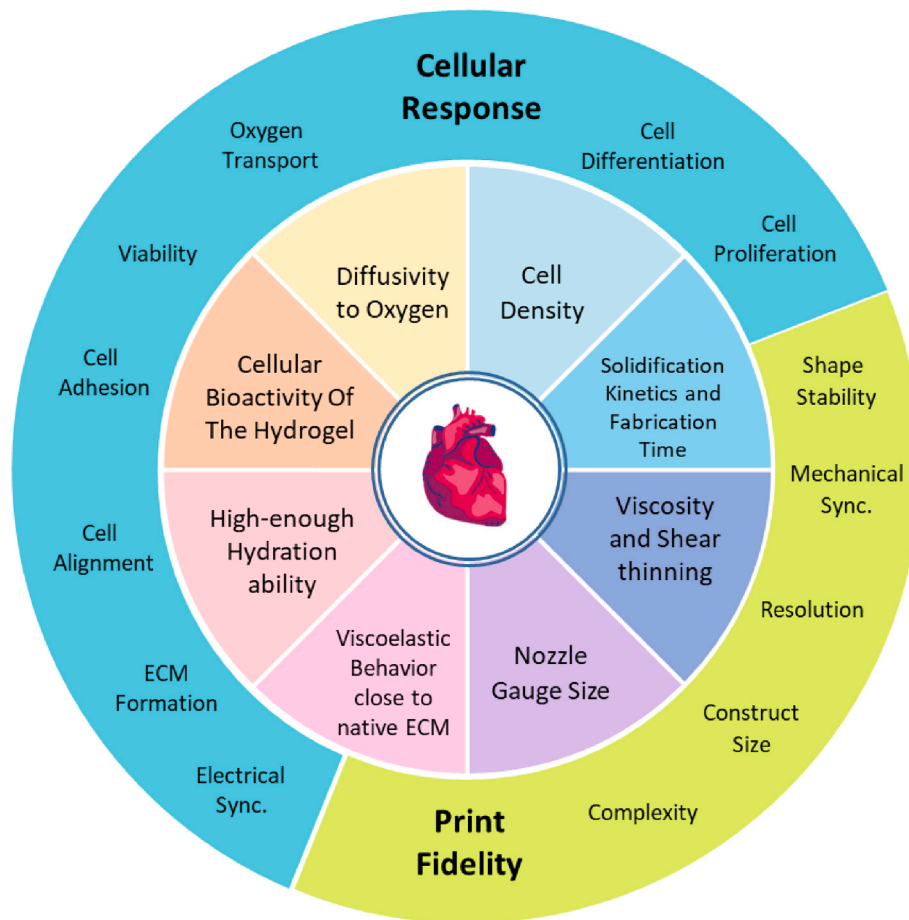 Cellular
Response
Oxygen
Transport
Cell
Differentiation
Viability
Cell
Proliferation
Cell
Adhesion
Cell
Alignment
ECM
Formation
Electrical
Sync.
Diffusivity
to Oxygen
Cell
Density
Cellular
Bioactivity Of
The Hydrogel
Solidification
Kinetics and
Fabrication
Time
High-enough
Hydration
ability
Viscosity
and Shear
thinning
Viscoelastic
Behavior
close to
native ECM
Nozzle
Gauge Size
Shape
Stability
Mechanical
Sync.
Resolution
Construct
Size
Complexity
Print
Fidelity